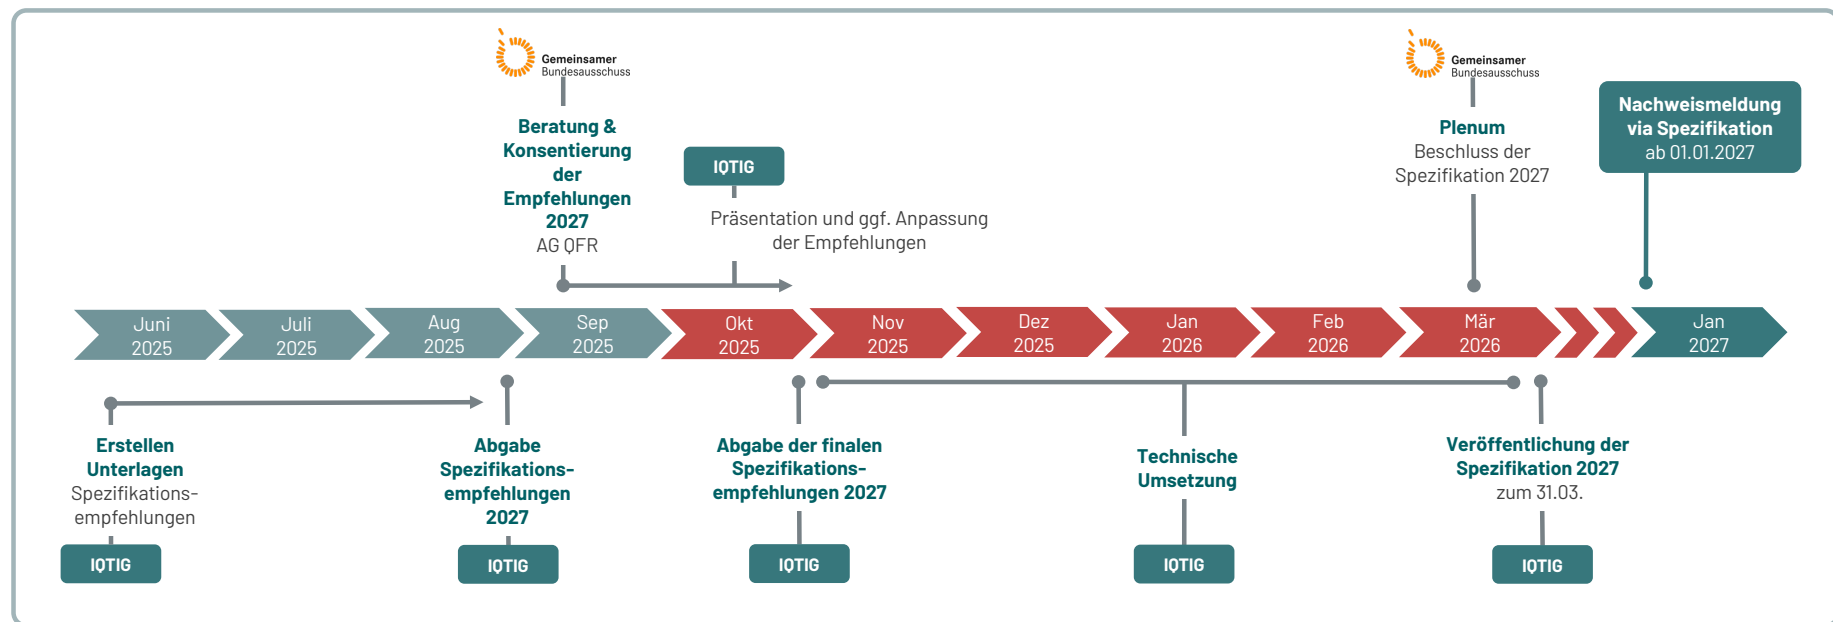 Gemeinsamer
Bundesausschuss
Beratung &
Konsentierung
der
Empfehlungen
2027
AG QFR
IQTIG
Präsentation und ggf. Anpassung
der Empfehlungen
Gemeinsamer
Bundesausschuss
Plenum
Beschluss der
Spezifikation 2027
Nachweismeldung
via Spezifikation
ab 01.01.2027
Juni
2025
Juli
2025
Aug
2025
Sep
2025
Okt
2025
Nov
2025
Dez
2025
Jan
2026
Feb
2026
Mär
2026
Jan
2027
Erstellen
Unterlagen
Spezifikations-
empfehlungen
IQTIG
Abgabe
Spezifikations-
empfehlungen
2027
IQTIG
Abgabe der finalen
Spezifikations-
empfehlungen 2027
IQTIG
Technische
Umsetzung
IQTIG
Veröffentlichung der
Spezifikation 2027
zum 31.03.
IQTIG